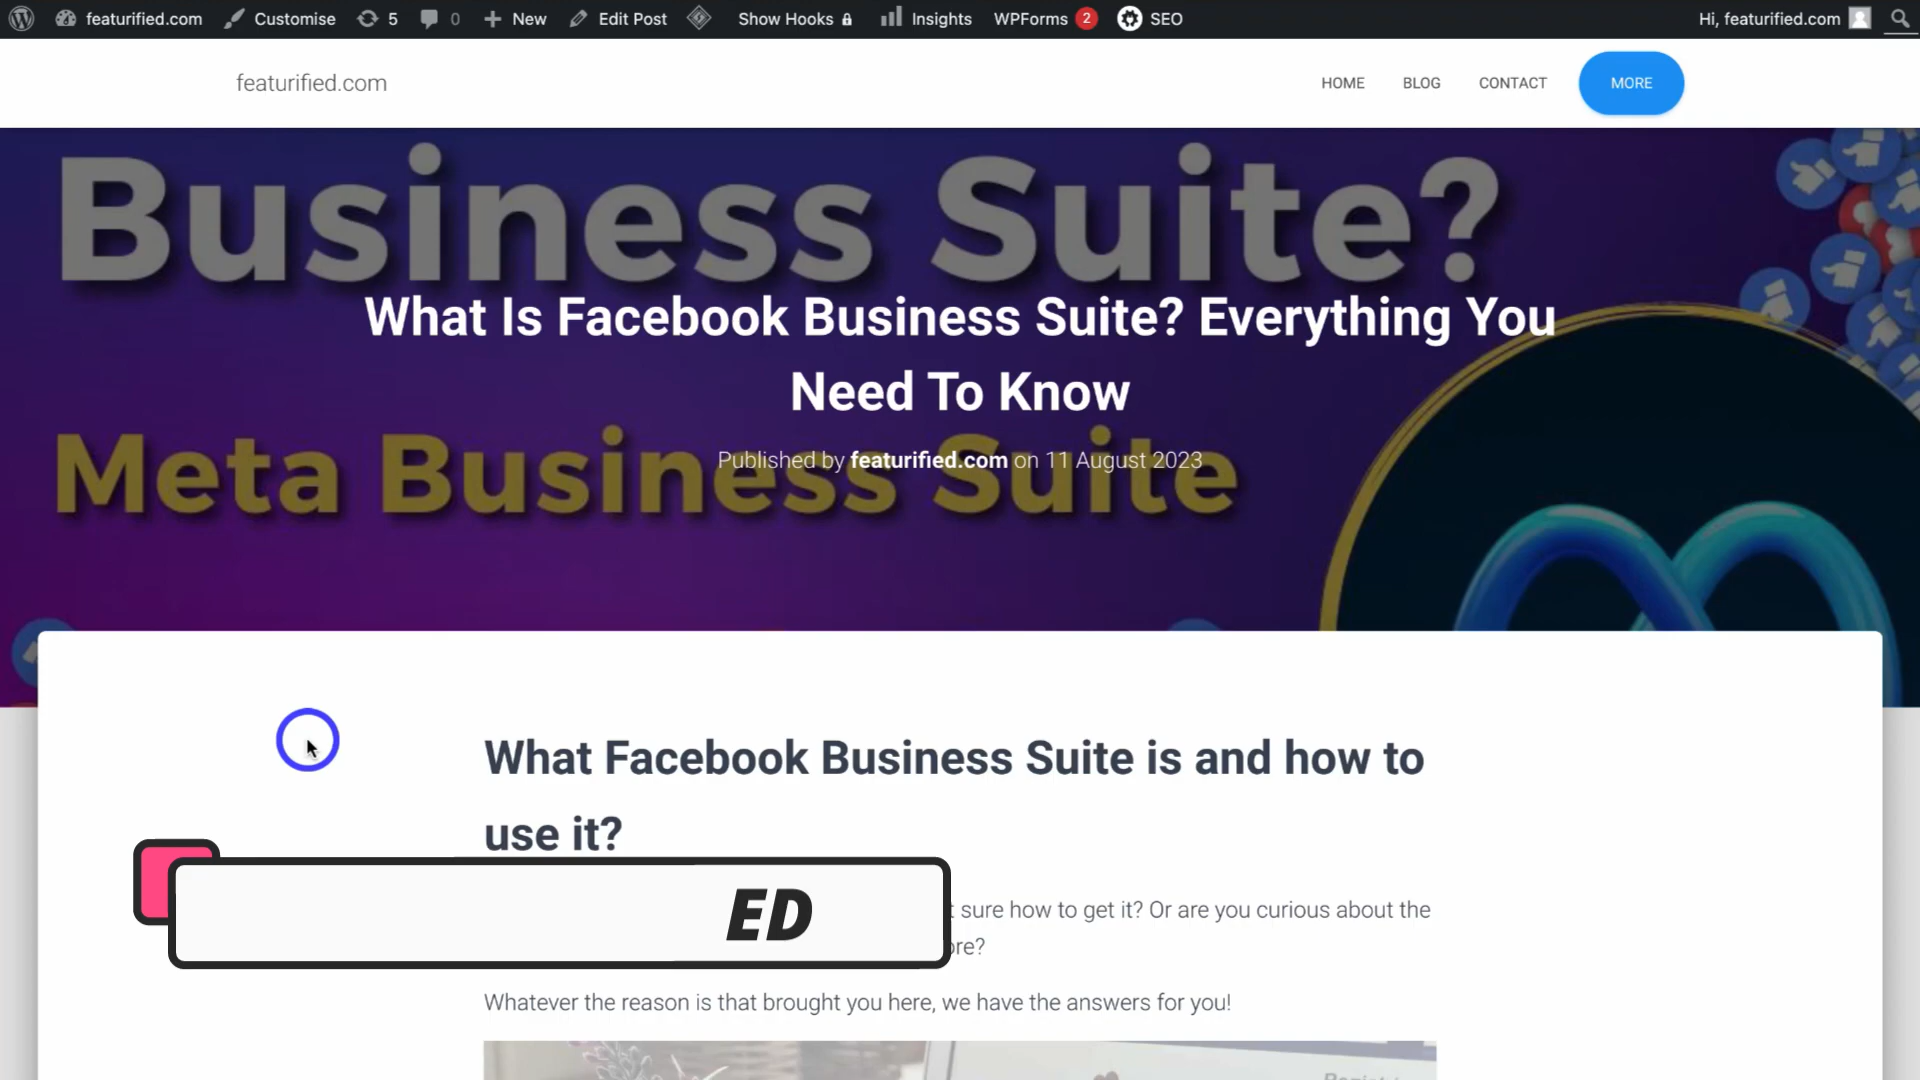 featurified.com Customise 5 0 New Edit Post Show Hooks Insights WPForms 2 SEO Hi, featurified.com
featurified.com HOME BLOG CONTACT MORE
Business Suite?
What Is Facebook Business Suite? Everything You
Need To Know
Meta Business Suite
Published by featurified.com on 11 August 2023
What Facebook Business Suite is and how to
use it?
ED
sure how to get it? Or are you curious about the
Whatever the reason is that brought you here, we have the answers for you!